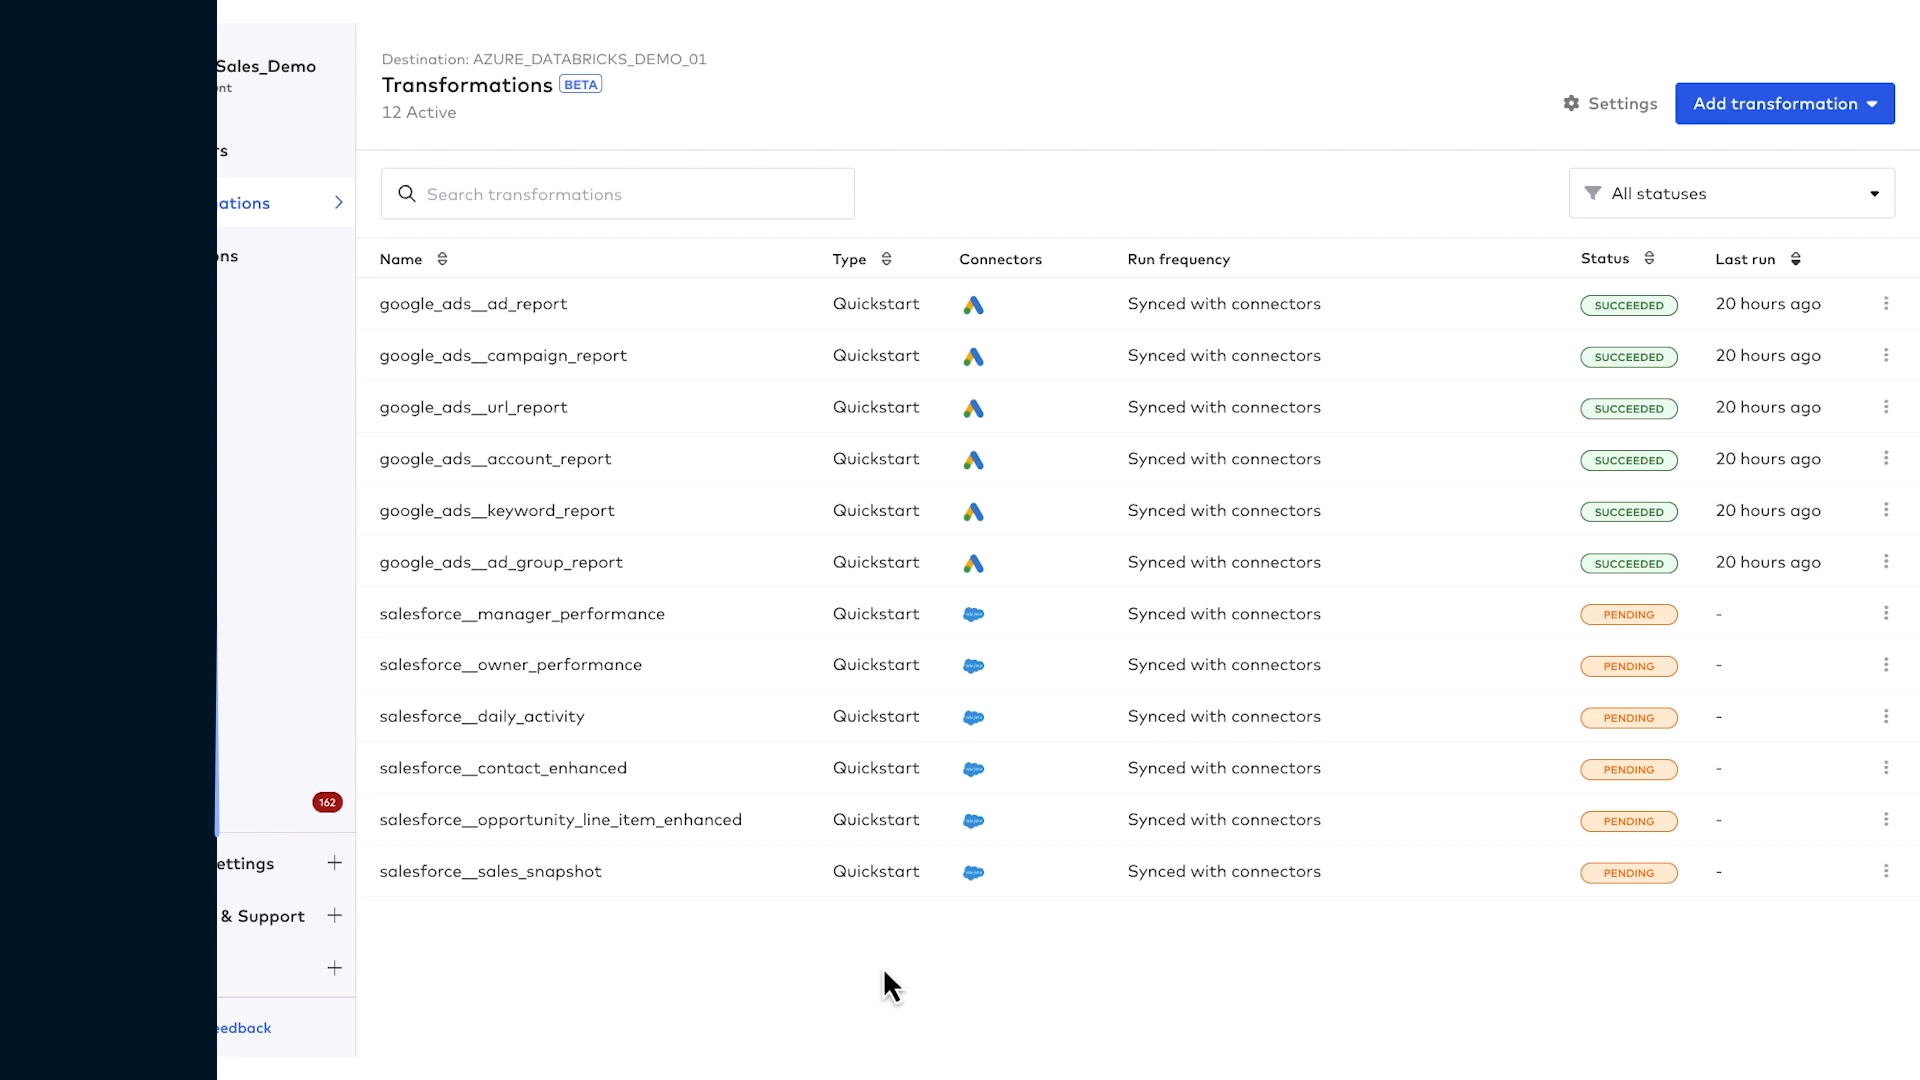 Sales_Demo
nt
rs
ations
ons
162
ettings
& Support
eedback
Destination: AZURE_DATABRICKS_DEMO_01
Transformations BETA
12 Active
Settings
Add transformation
Search transformations
All statuses
Name Type Connectors Run frequency Status Last run
google_ads__ad_report Quickstart Synced with connectors SUCCEEDED 20 hours ago
google_ads__campaign_report Quickstart Synced with connectors SUCCEEDED 20 hours ago
google_ads__url_report Quickstart Synced with connectors SUCCEEDED 20 hours ago
google_ads__account_report Quickstart Synced with connectors SUCCEEDED 20 hours ago
google_ads__keyword_report Quickstart Synced with connectors SUCCEEDED 20 hours ago
google_ads__ad_group_report Quickstart Synced with connectors SUCCEEDED 20 hours ago
salesforce__manager_performance Quickstart Synced with connectors PENDING -
salesforce__owner_performance Quickstart Synced with connectors PENDING -
salesforce__daily_activity Quickstart Synced with connectors PENDING -
salesforce__contact_enhanced Quickstart Synced with connectors PENDING -
salesforce__opportunity_line_item_enhanced Quickstart Synced with connectors PENDING -
salesforce__sales_snapshot Quickstart Synced with connectors PENDING -